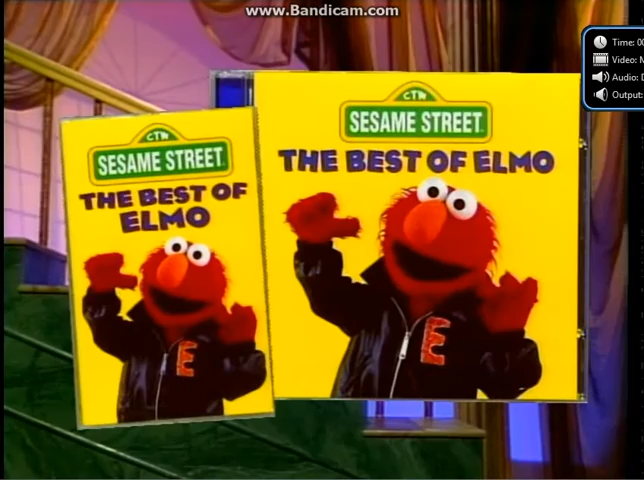 www.Bandicam.com
Time: 00
Video: N
Audio: D
Output:
CTW
SESAME STREET
THE BEST OF
ELMO
E
CTW
SESAME STREET
THE BEST OF ELMO
E